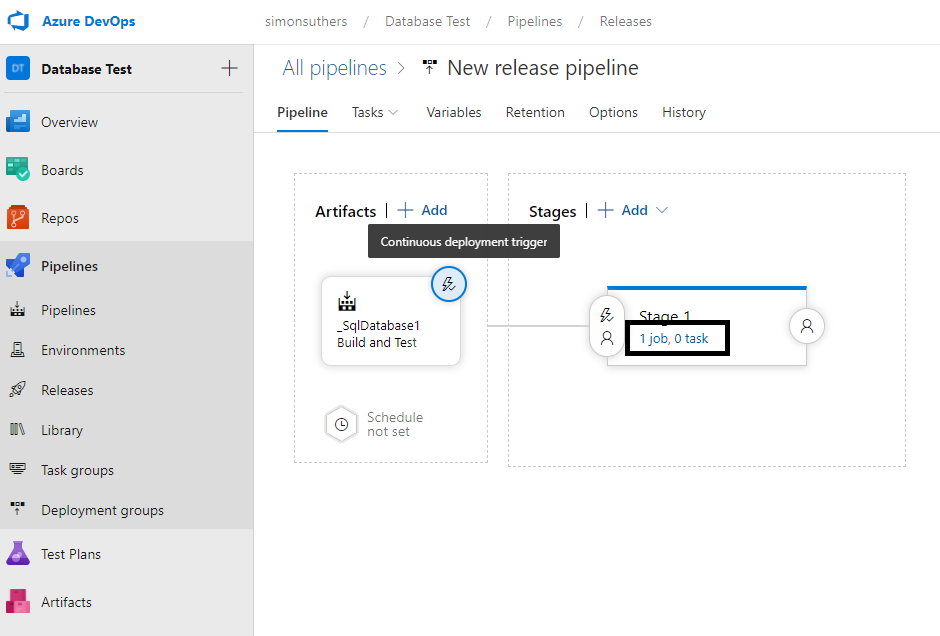 Azure DevOps
simonsuthers / Database Test / Pipelines / Releases
DT Database Test
Overview
Boards
Repos
Pipelines
Pipelines
Environments
Releases
Library
Task groups
Deployment groups
Test Plans
Artifacts
All pipelines > New release pipeline
Pipeline Tasks Variables Retention Options History
Artifacts | + Add
Continuous deployment trigger
_SqlDatabase1
Build and Test
Schedule
not set
Stages | + Add
Stage 1
1 job, 0 task